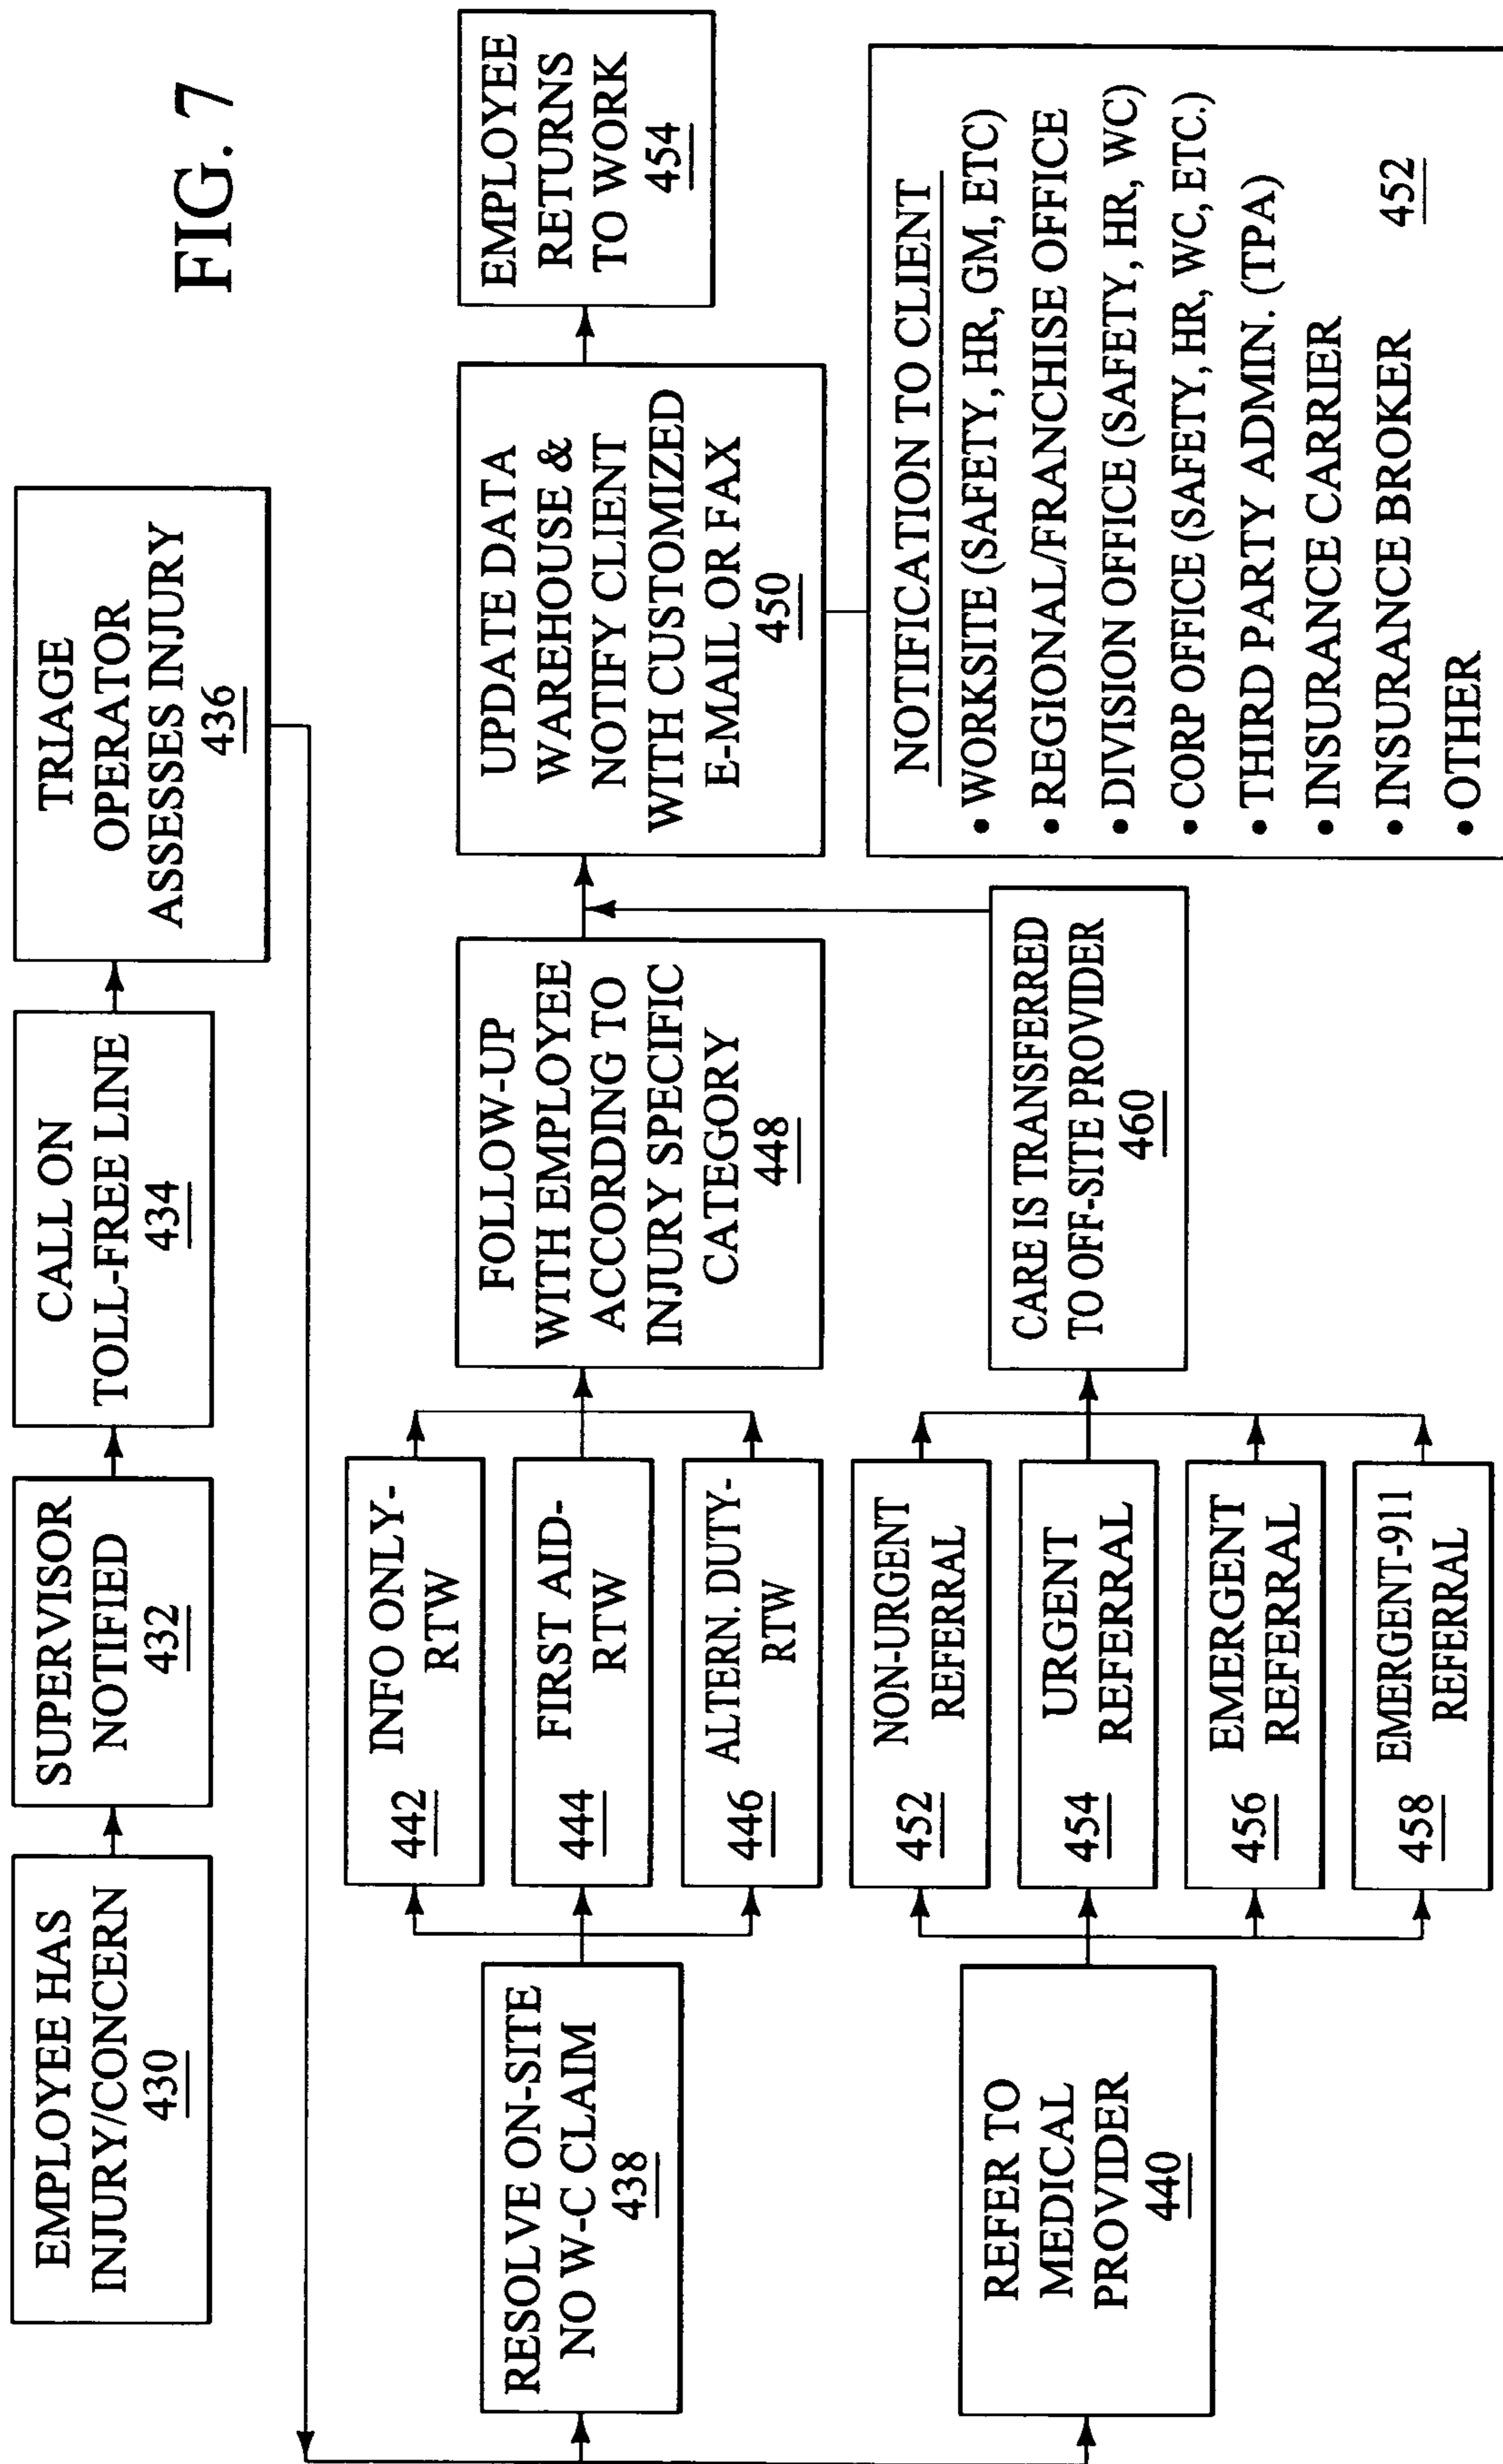 FIG. 7
EMPLOYEE HAS
INJURY/CONCERN
430
SUPERVISOR
NOTIFIED
432
CALL ON
TOLL-FREE LINE
434
TRIAGE
OPERATOR
ASSESSES INJURY
436
RESOLVE ON-SITE
NO W-C CLAIM
438
INFO ONLY-
RTW
442
FIRST AID-
RTW
444
ALTERN. DUTY-
RTW
446
FOLLOW-UP
WITH EMPLOYEE
ACCORDING TO
INJURY SPECIFIC
CATEGORY
448
UPDATE DATA
WAREHOUSE &
NOTIFY CLIENT
WITH CUSTOMIZED
E-MAIL OR FAX
450
EMPLOYEE
RETURNS
TO WORK
454
REFER TO
MEDICAL
PROVIDER
440
NON-URGENT
REFERRAL
452
URGENT
REFERRAL
454
EMERGENT
REFERRAL
456
EMERGENT-911
REFERRAL
458
CARE IS TRANSFERRED
TO OFF-SITE PROVIDER
460
NOTIFICATION TO CLIENT
• WORKSITE (SAFETY, HR, GM, ETC)
• REGIONAL/FRANCHISE OFFICE
• DIVISION OFFICE (SAFETY, HR, WC)
• CORP OFFICE (SAFETY, HR, WC, ETC.)
• THIRD PARTY ADMIN. (TPA)
• INSURANCE CARRIER
• INSURANCE BROKER
• OTHER
452